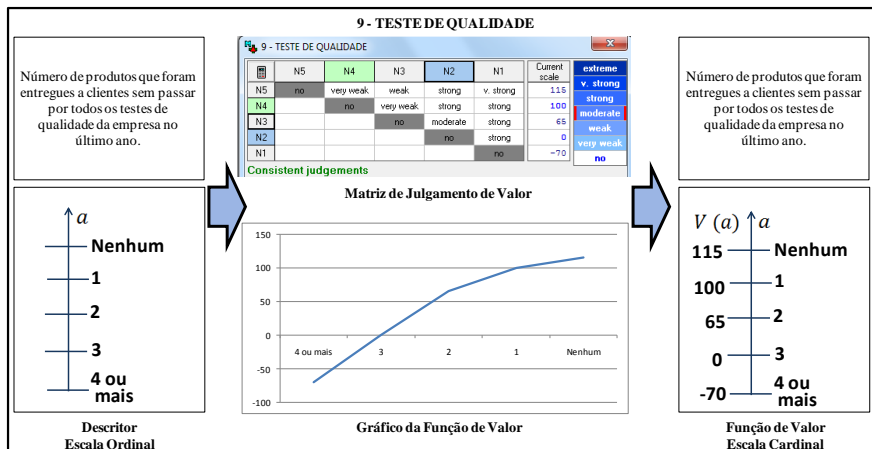 9 - TESTE DE QUALIDADE
Número de produtos que foram
entregues a clientes sem passar
por todos os testes de
qualidade da empresa no
último ano.
a
Nenhum
1
2
3
4 ou
mais
Descritor
Escala Ordinal
9 - TESTE DE QUALIDADE
N5 N4 N3 N2 N1 Current
scale
N5 no very weak weak strong v. strong 115
N4 no very weak strong strong 100
N3 no moderate strong 65
N2 no strong 0
N1 no -70
extreme
v. strong
strong
moderate
weak
very weak
no
Consistent judgements
Matriz de Julgamento de Valor
150
100
50
0
-50
-100
4 ou mais 3 2 1 Nenhum
Gráfico da Função de Valor
Número de produtos que foram
entregues a clientes sem passar
por todos os testes de
qualidade da empresa no
último ano.
V (a) a
115 Nenhum
100 1
65 2
0 3
-70 4 ou
mais
Função de Valor
Escala Cardinal